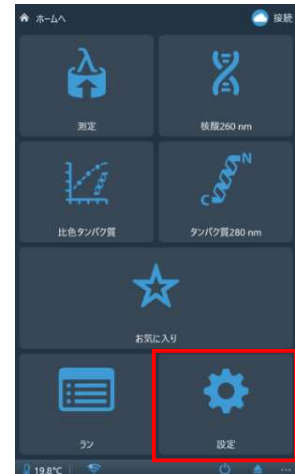 ホームへ 接続
λ
測定 核酸260 nm
N
C
比色タンパク質 タンパク質280 nm
お気に入り
ラン 設定
19.8°C